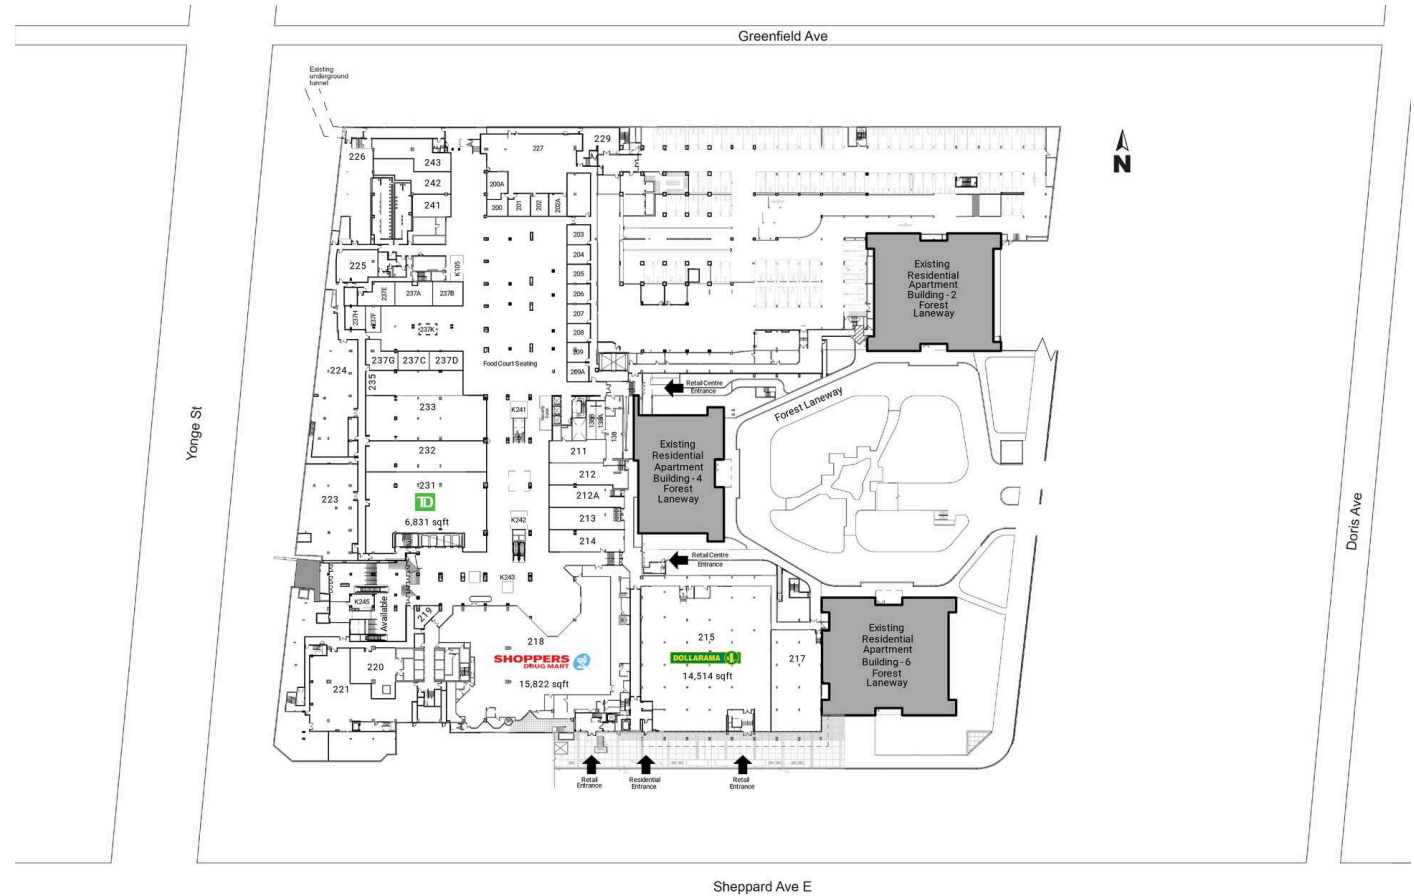 Greenfield Ave
Existing
underground
tunnel
226
243
242
241
227
229
200A
200
201
202
202A
203
204
205
206
207
208
209
209A
225
K105
237E
237A
237B
237H
237F
237K
237G
237C
237D
Food Court Seating
224
235
233
232
231
TD
6,831 sqft
223
K241
K242
K243
138B
138A
138
211
212
212A
213
214
N
Existing
Residential
Apartment
Building - 2
Forest
Laneway
Retail Centre
Entrance
Forest Laneway
Existing
Residential
Apartment
Building - 4
Forest
Laneway
Retail Centre
Entrance
Yonge St
Doris Ave
K245
Available
219
218
SHOPPERS
DRUG MART
15,822 sqft
220
221
215
DOLLARAMA
14,514 sqft
217
Existing
Residential
Apartment
Building - 6
Forest
Laneway
Retail
Entrance
Residential
Entrance
Retail
Entrance
Sheppard Ave E